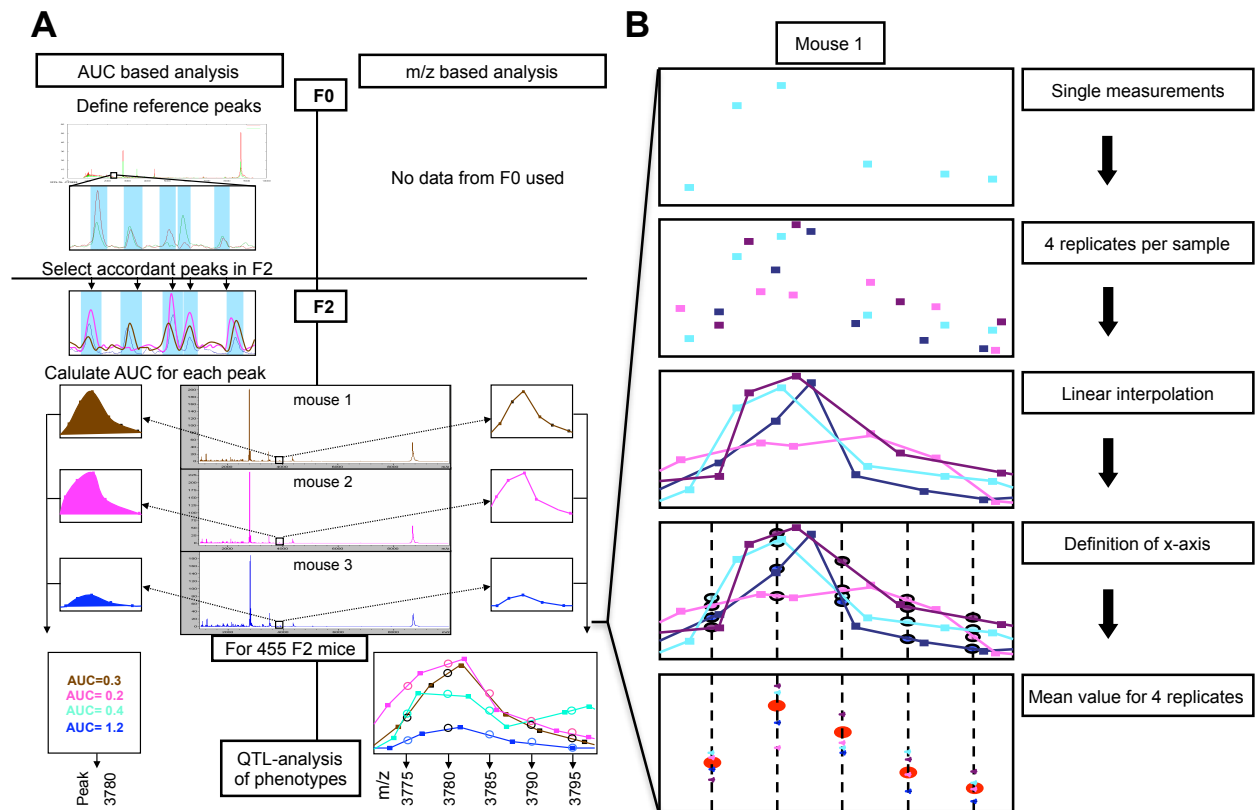 A
AUC based analysis
m/z based analysis
F0
Define reference peaks
No data from F0 used
Select accordant peaks in F2
F2
Calulate AUC for each peak
mouse 1
mouse 2
mouse 3
For 455 F2 mice
AUC=0.3
AUC= 0.2
AUC= 0.4
AUC= 1.2
Peak
3780
QTL-analysis
of phenotypes
m/z
3775
3780
3785
3790
3795
B
Mouse 1
Single measurements
4 replicates per sample
Linear interpolation
Definition of x-axis
Mean value for 4 replicates